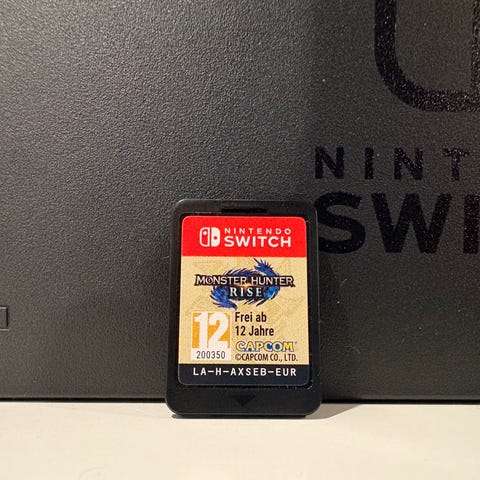 NINT
SWI
NINTENDO
SWITCH
MONSTER HUNTER
RISE
12
200350
Frei ab
12 Jahre
CAPCOM
©CAPCOM CO., LTD.
LA-H-AXSEB-EUR